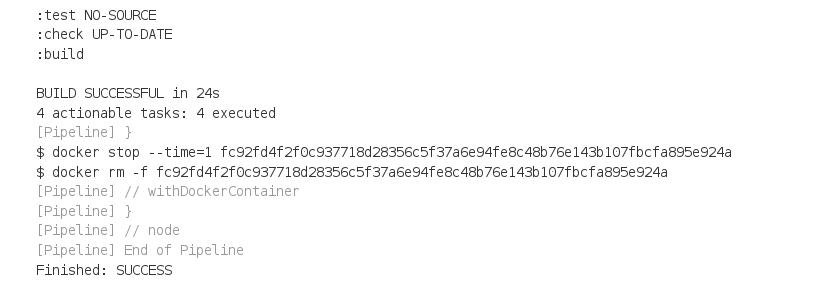 :test NO-SOURCE
:check UP-TO-DATE
:build
BUILD SUCCESSFUL in 24s
4 actionable tasks: 4 executed
[Pipeline] }
$ docker stop --time=1 fc92fd4f2f0c937718d28356c5f37a6e94fe8c48b76e143b107fbcfa895e924a
$ docker rm -f fc92fd4f2f0c937718d28356c5f37a6e94fe8c48b76e143b107fbcfa895e924a
[Pipeline] // withDockerContainer
[Pipeline] }
[Pipeline] // node
[Pipeline] End of Pipeline
Finished: SUCCESS